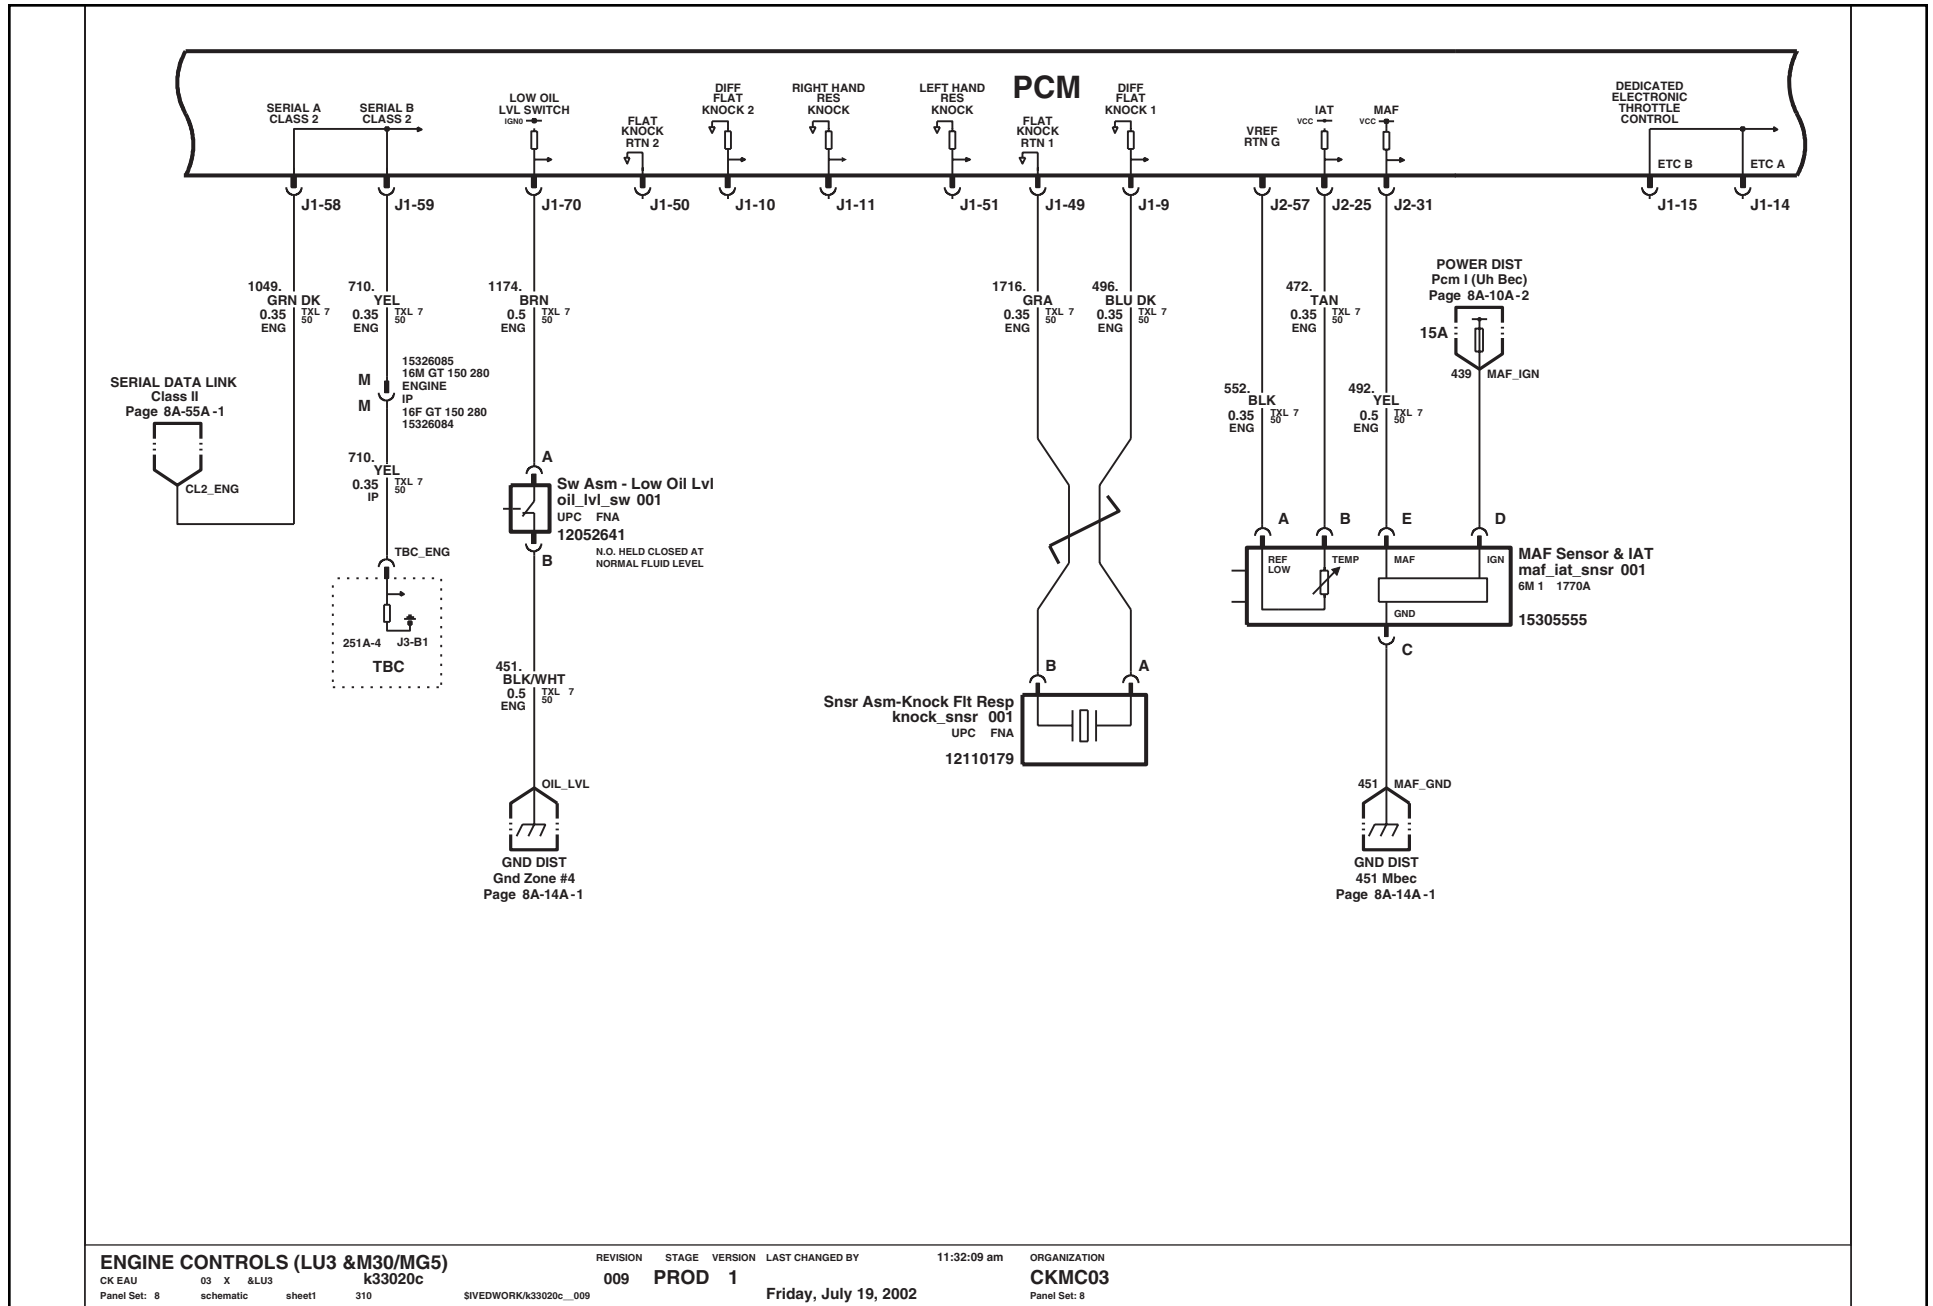 PCM
SERIAL A
CLASS 2
SERIAL B
CLASS 2
LOW OIL
LVL SWITCH
IGN0
FLAT
KNOCK
RTN 2
DIFF
FLAT
KNOCK 2
RIGHT HAND
RES
KNOCK
LEFT HAND
RES
KNOCK
FLAT
KNOCK
RTN 1
DIFF
FLAT
KNOCK 1
VREF
RTN G
IAT
VCC
MAF
VCC
DEDICATED
ELECTRONIC
THROTTLE
CONTROL
ETC B
ETC A
J1-58
J1-59
J1-70
J1-50
J1-10
J1-11
J1-51
J1-49
J1-9
J2-57
J2-25
J2-31
J1-15
J1-14
1049.
GRN DK
0.35 TXL 7
ENG 50
710.
YEL
0.35 TXL 7
ENG 50
1174.
BRN
0.5 TXL 7
ENG 50
1716.
GRA
0.35 TXL 7
ENG 50
496.
BLU DK
0.35 TXL 7
ENG 50
472.
TAN
0.35 TXL 7
ENG 50
POWER DIST
Pcm I (Uh Bec)
Page 8A-10A-2
15A
439 MAF_IGN
SERIAL DATA LINK
Class II
Page 8A-55A-1
CL2_ENG
M
M
15326085
16M GT 150 280
ENGINE
IP
16F GT 150 280
15326084
710.
YEL
0.35 TXL 7
IP 50
552.
BLK
0.35 TXL 7
ENG 50
492.
YEL
0.5 TXL 7
ENG 50
A
Sw Asm - Low Oil Lvl
oil_lvl_sw 001
UPC FNA
12052641
B
N.O. HELD CLOSED AT
NORMAL FLUID LEVEL
TBC_ENG
251A-4 J3-B1
TBC
A
B
E
D
REF
LOW
TEMP
MAF
IGN
GND
MAF Sensor & IAT
maf_iat_snsr 001
6M 1 1770A
15305555
C
451.
BLK/WHT
0.5 TXL 7
ENG 50
B
A
Snsr Asm-Knock Flt Resp
knock_snsr 001
UPC FNA
12110179
OIL_LVL
GND DIST
Gnd Zone #4
Page 8A-14A-1
451 MAF_GND
GND DIST
451 Mbec
Page 8A-14A-1
ENGINE CONTROLS (LU3 &M30/MG5)
CK EAU 03 X &LU3 k33020c
Panel Set: 8 schematic sheet1 310 $IVEDWORK/k33020c__009
REVISION STAGE VERSION LAST CHANGED BY 11:32:09 am ORGANIZATION
009 PROD 1 CKMC03
Friday, July 19, 2002 Panel Set: 8